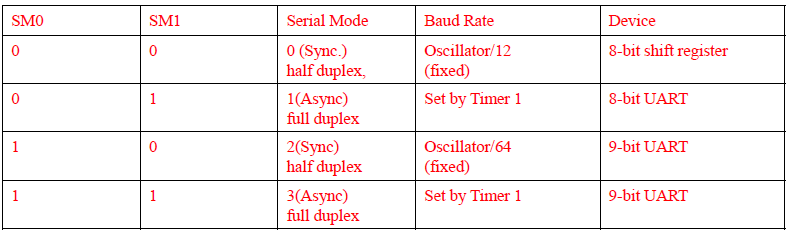 SM0 SM1 Serial Mode Baud Rate Device
0 0 0 (Sync.) Oscillator/12 8-bit shift register
half duplex, (fixed)
0 1 1(Async) Set by Timer 1 8-bit UART
full duplex
1 0 2(Sync) Oscillator/64 9-bit UART
half duplex (fixed)
1 1 3(Async) Set by Timer 1 9-bit UART
full duplex